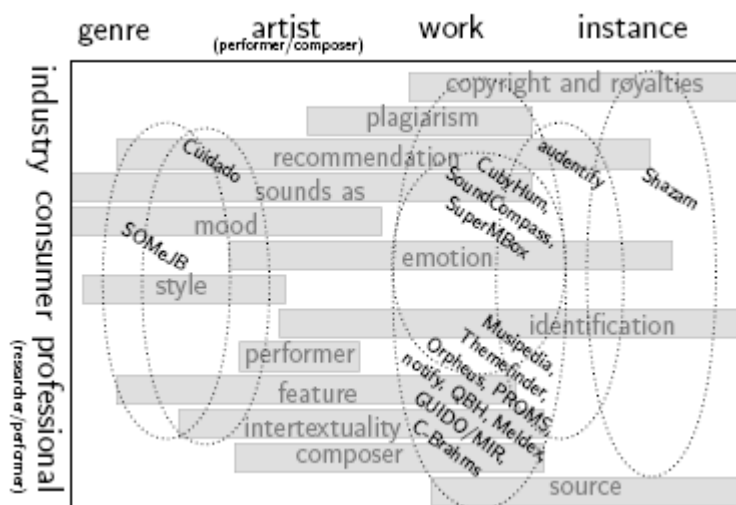 genre artist work instance
(performer/composer)
industry consumer professional
(researcher/performer)
copyright and royalties
plagiarism
recommendation
Cuidado
audentify
Shazam
sounds as
CubyHum,
SoundCompass,
SuperMBox
mood
SOMeJB
emotion
style
identification
Musipedia,
Themefinder,
Orpheus, PROMS,
notify, QBH, Meldex,
GUIDO/MIR,
C-Brahms
performer
feature
intertextuality
composer
source